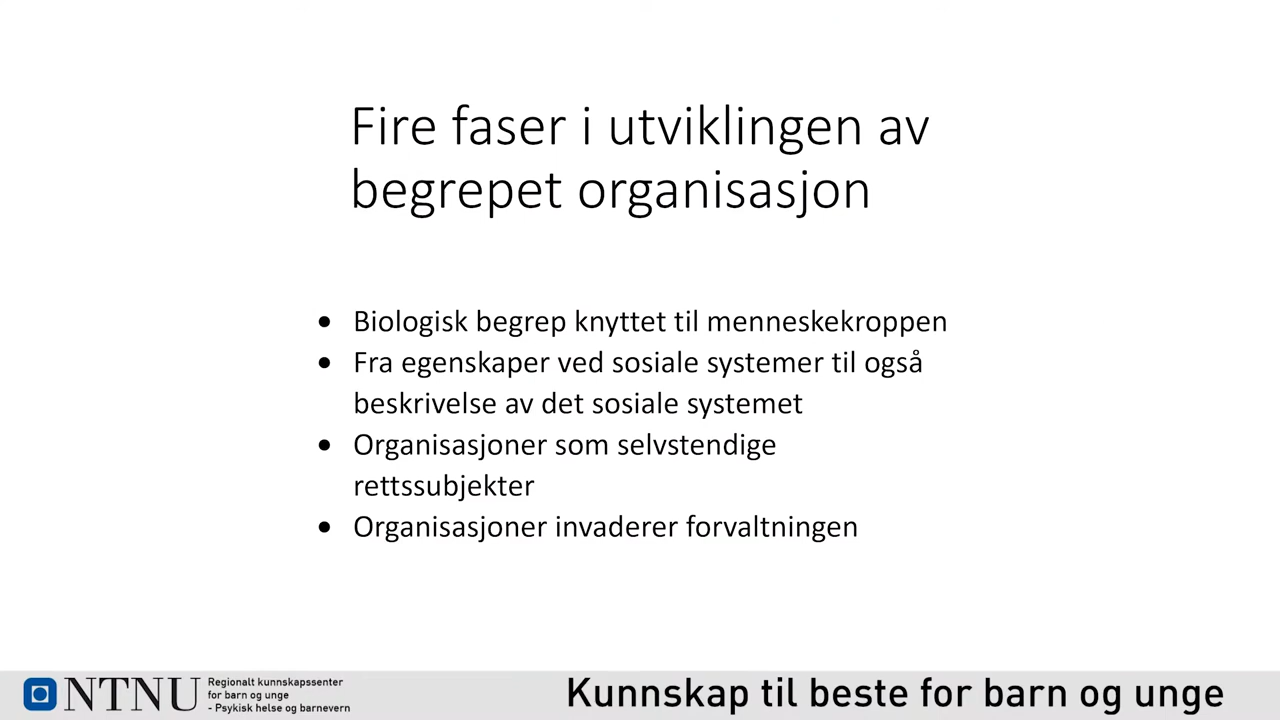 Fire faser i utviklingen av
begrepet organisasjon
• Biologisk begrep knyttet til menneskekroppen
• Fra egenskaper ved sosiale systemer til også
beskrivelse av det sosiale systemet
• Organisasjoner som selvstendige
rettssubjekter
• Organisasjoner invaderer forvaltningen
NTNU
Regionalt kunnskapssenter
for barn og unge
- Psykisk helse og barnevern
Kunnskap til beste for barn og unge